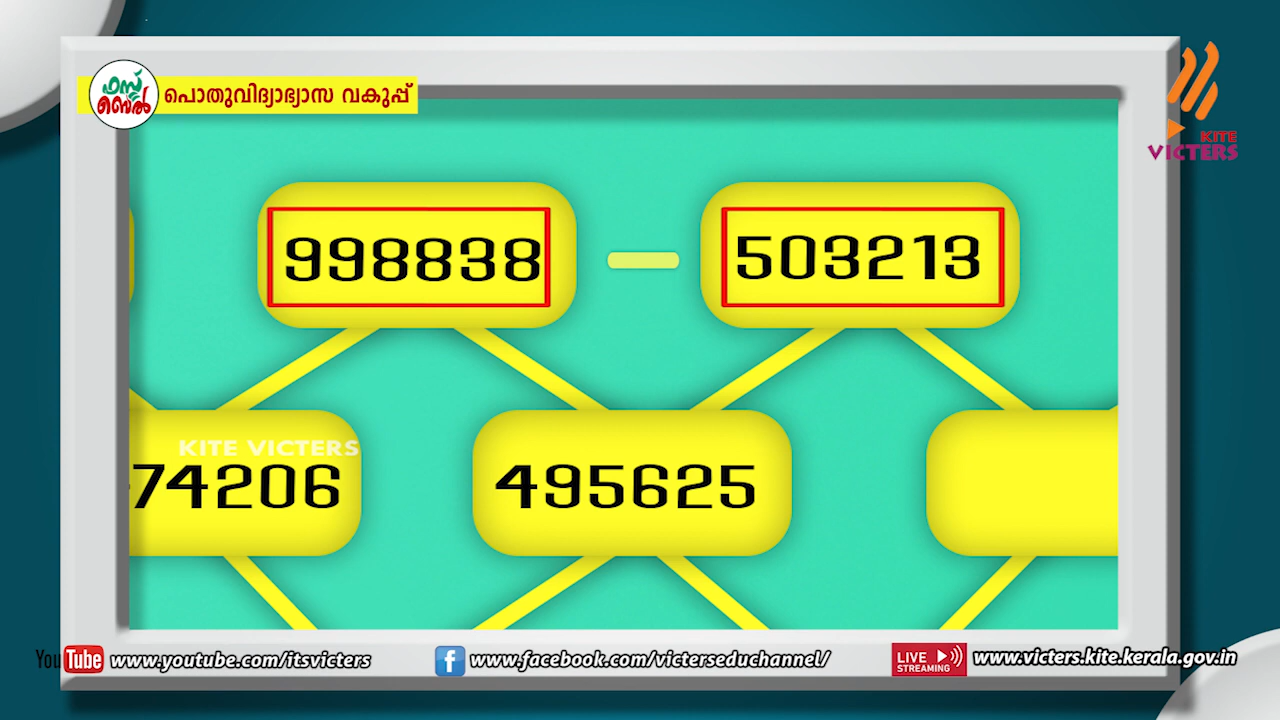 ഫസ്റ്റ്
ബെൽ
പൊതുവിദ്യാഭ്യാസ വകുപ്പ്
KITE
VICTERS
998838 — 503213
KITE VICTERS
74206 495625
YouTube www.youtube.com/itsvicters
f www.facebook.com/victerseduchannel/
LIVE
STREAMING
www.victers.kite.kerala.gov.in